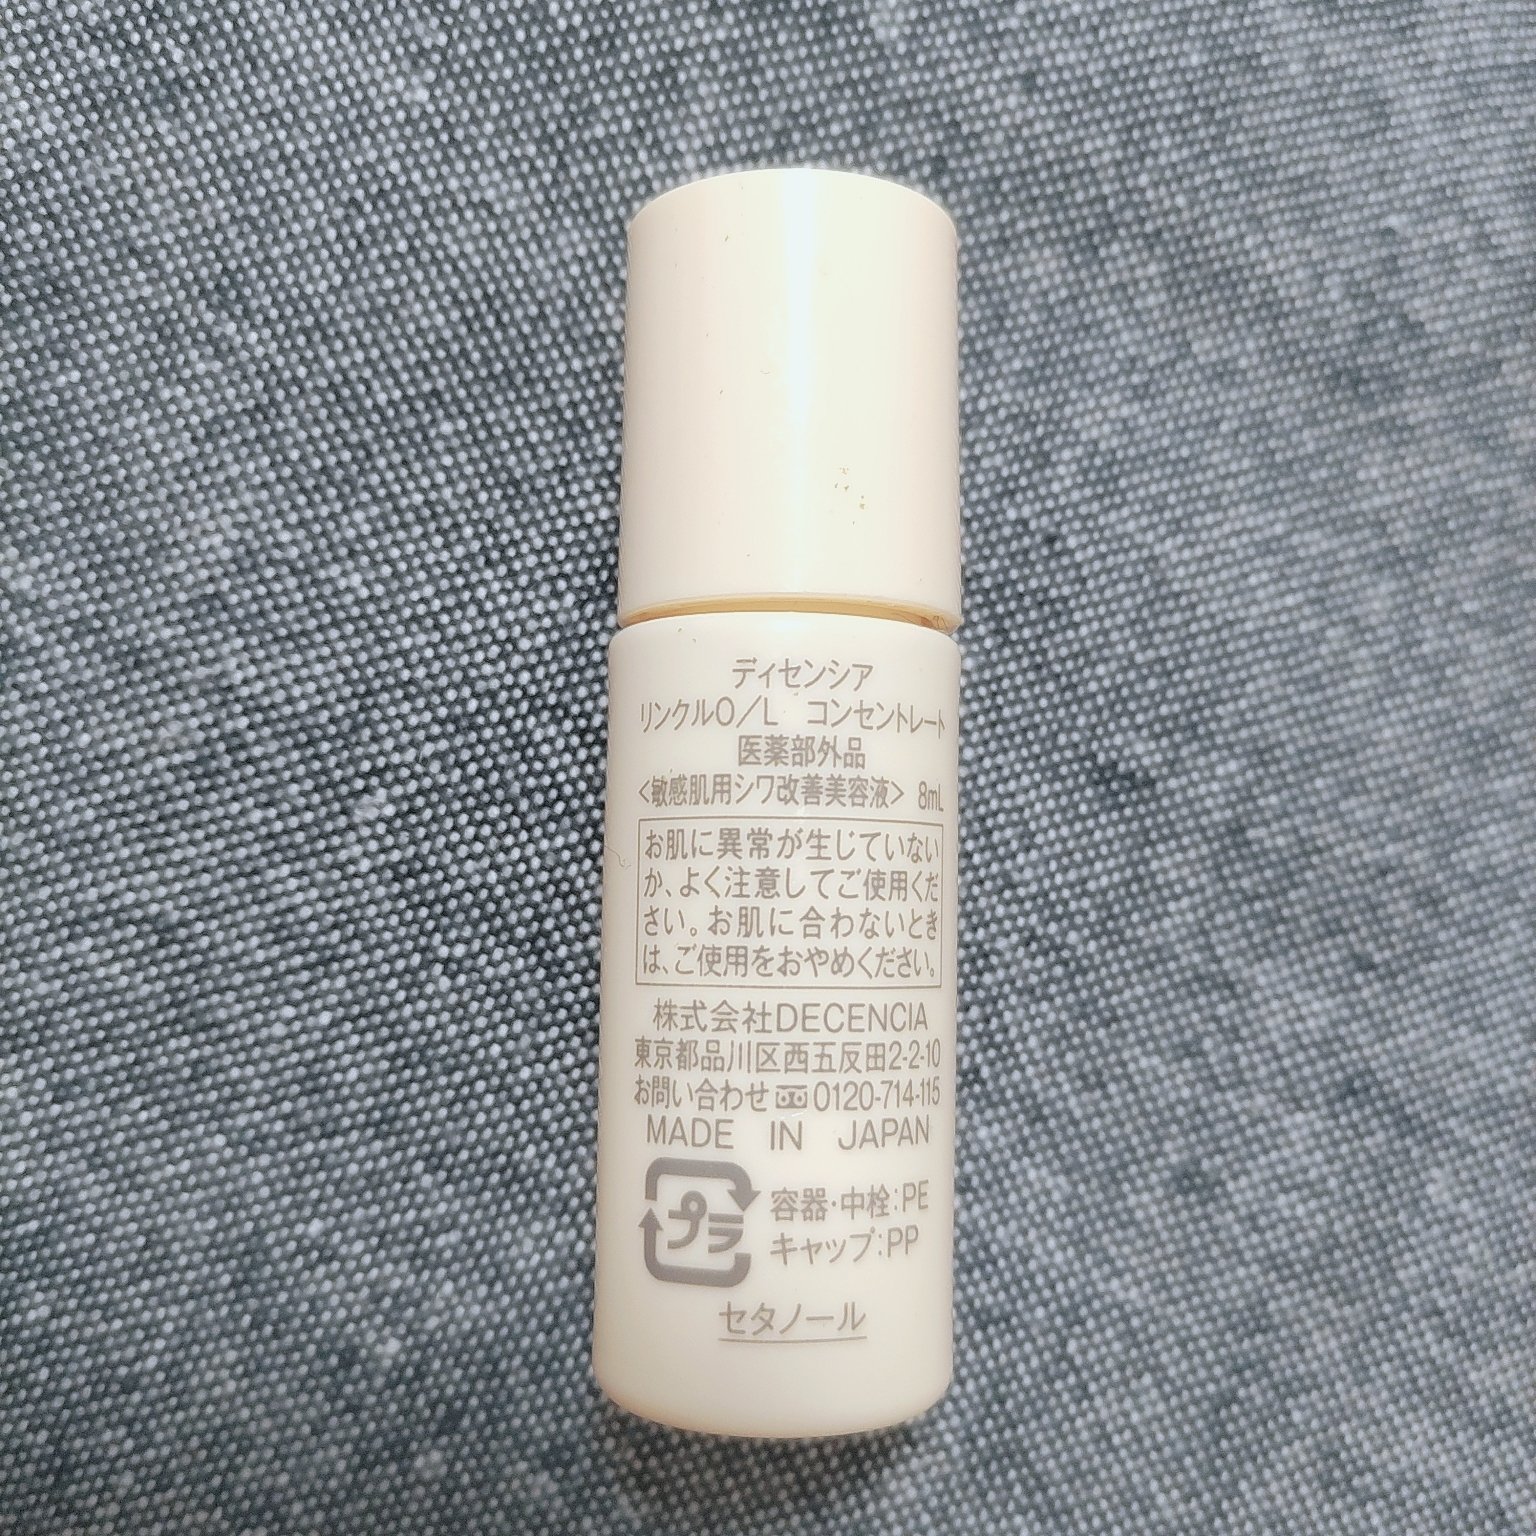 ディセンシア
リンクルO/L コンセントレート
医薬部外品
<敏感肌用シワ改善美容液> 8mL
お肌に異常が生じていない
か、よく注意してご使用くだ
さい。お肌に合わないとき
は、ご使用をおやめください。
株式会社DECENCIA
東京都品川区西五反田2-2-10
お問い合わせ 0120-714-115
MADE IN JAPAN
プラ
容器・中栓:PE
キャップ:PP
セタノール